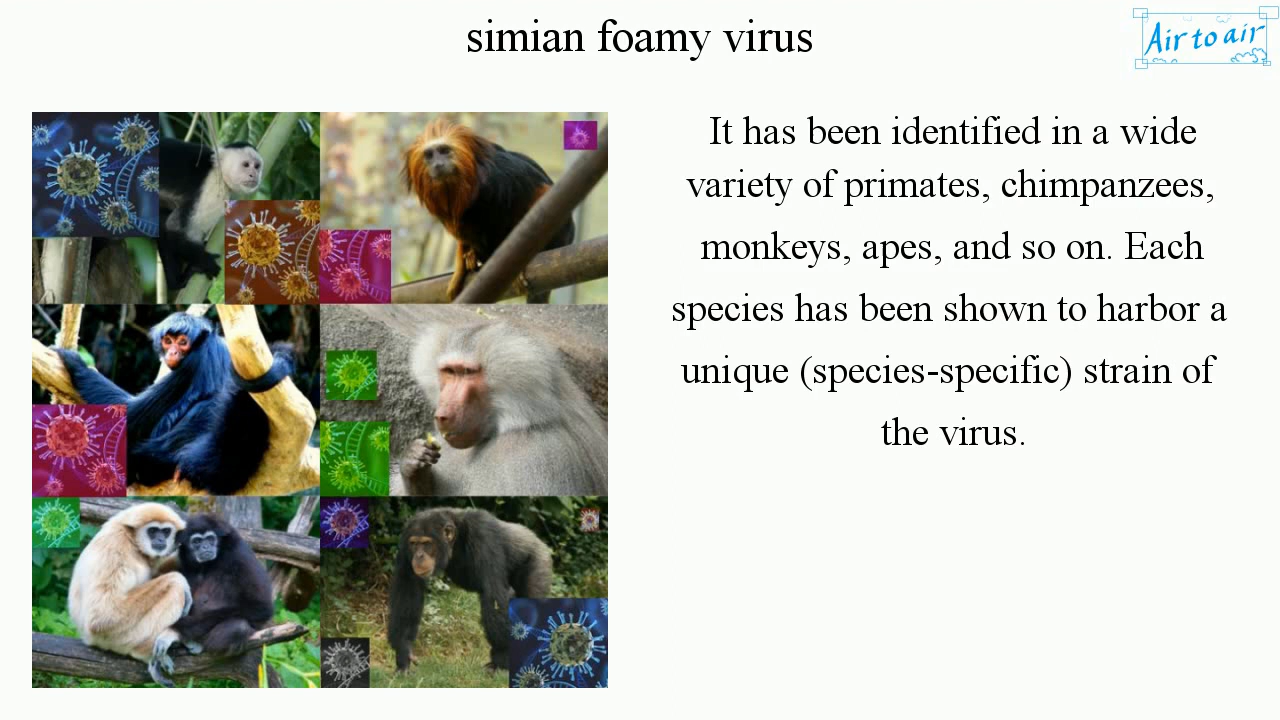 simian foamy virus
Air to air
It has been identified in a wide
variety of primates, chimpanzees,
monkeys, apes, and so on. Each
species has been shown to harbor a
unique (species-specific) strain of
the virus.